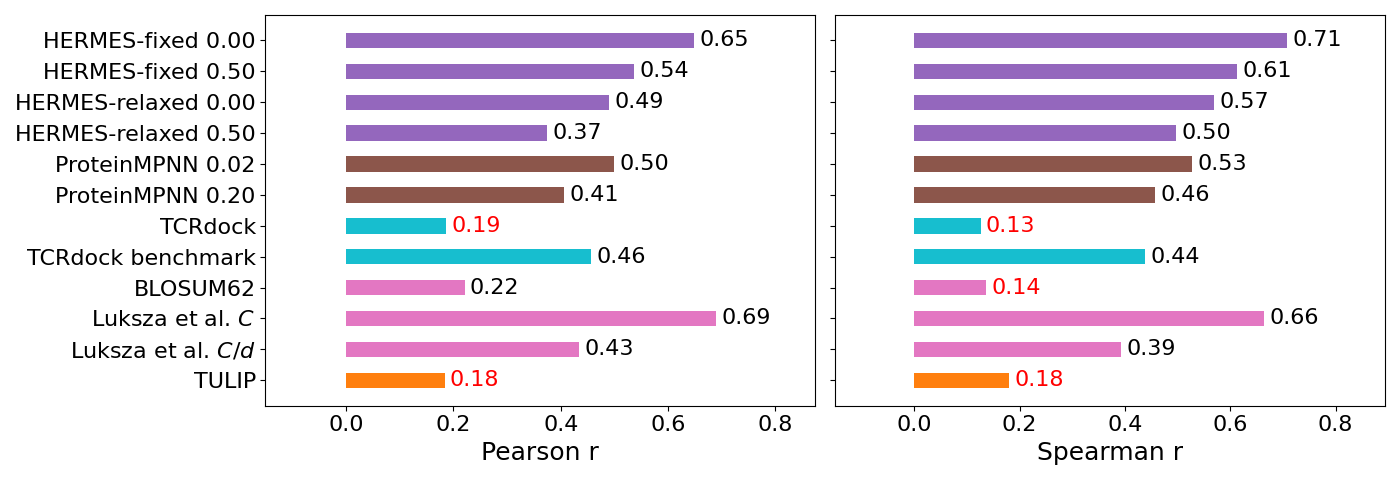 HERMES-fixed 0.00 0.65 0.71
HERMES-fixed 0.50 0.54 0.61
HERMES-relaxed 0.00 0.49 0.57
HERMES-relaxed 0.50 0.37 0.50
ProteinMPNN 0.02 0.50 0.53
ProteinMPNN 0.20 0.41 0.46
TCRdock 0.19 0.13
TCRdock benchmark 0.46 0.44
BLOSUM62 0.22 0.14
Luksza et al. C 0.69 0.66
Luksza et al. C/d 0.43 0.39
TULIP 0.18 0.18
0.0 0.2 0.4 0.6 0.8 0.0 0.2 0.4 0.6 0.8
Pearson r Spearman r